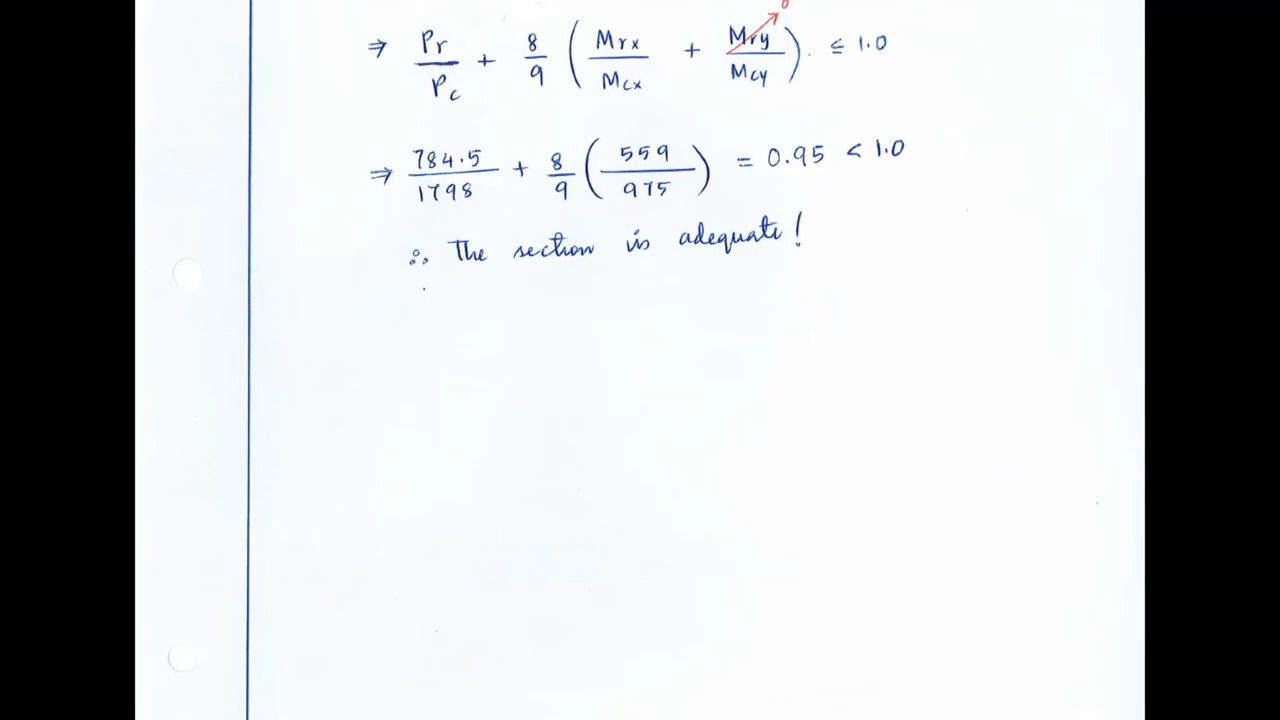 ⇒ Pr/Pc + 8/9 ( Mrx/Mcx + Mry/Mcy ) ≤ 1.0 0
⇒ 784.5/1798 + 8/9 ( 559/975 ) = 0.95 < 1.0
∴ The section is adequate!